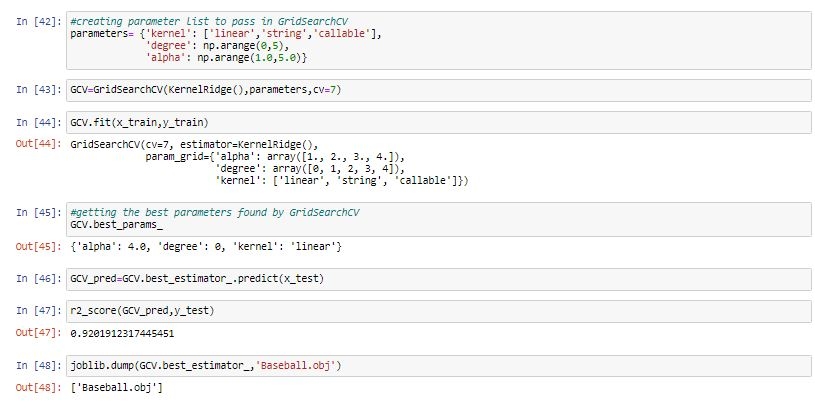 In [42]: #creating parameter list to pass in GridSearchCV
parameters= {'kernel': ['linear','string','callable'],
'degree': np.arange(0,5),
'alpha': np.arange(1.0,5.0)}
In [43]: GCV=GridSearchCV(KernelRidge(),parameters,cv=7)
In [44]: GCV.fit(x_train,y_train)
Out[44]: GridSearchCV(cv=7, estimator=KernelRidge(),
param_grid={'alpha': array([1., 2., 3., 4.]),
'degree': array([0, 1, 2, 3, 4]),
'kernel': ['linear', 'string', 'callable']})
In [45]: #getting the best parameters found by GridSearchCV
GCV.best_params_
Out[45]: {'alpha': 4.0, 'degree': 0, 'kernel': 'linear'}
In [46]: GCV_pred=GCV.best_estimator_.predict(x_test)
In [47]: r2_score(GCV_pred,y_test)
Out[47]: 0.9201912317445451
In [48]: joblib.dump(GCV.best_estimator_,'Baseball.obj')
Out[48]: ['Baseball.obj']